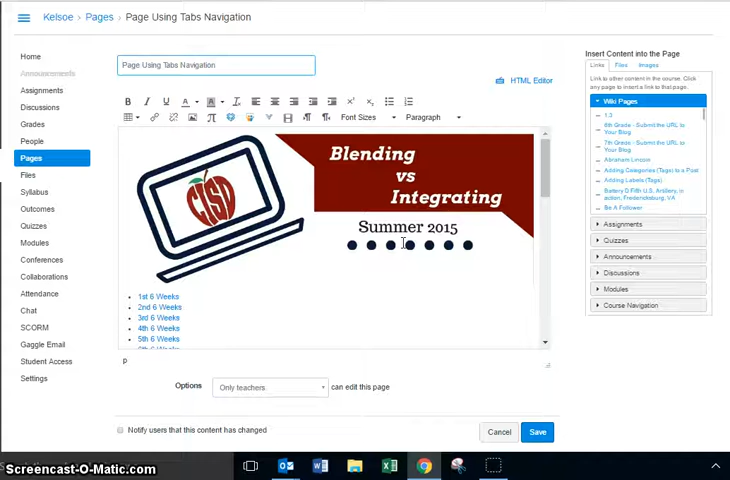 Kelsoe > Pages > Page Using Tabs Navigation
Home
Announcements
Assignments
Discussions
Grades
People
Pages
Files
Syllabus
Outcomes
Quizzes
Modules
Conferences
Collaborations
Attendance
Chat
SCORM
Gaggle Email
Student Access
Settings
Page Using Tabs Navigation
HTML Editor
B I U A A
Font Sizes Paragraph
CISD
Blending
vs
Integrating
Summer 2015
1st 6 Weeks
2nd 6 Weeks
3rd 6 Weeks
4th 6 Weeks
5th 6 Weeks
p
Options Only teachers can edit this page
Notify users that this content has changed
Cancel Save
Insert Content into the Page
Links Files Images
Link to other content in the course. Click
any page to insert a link to that page.
Wiki Pages
1.3
6th Grade - Submit the URL to
Your Blog
7th Grade - Submit the URL to
Your Blog
Abraham Lincoln
Adding Categories (Tags) to a Post
Adding Labels (Tags)
Battery D Fifth U.S. Artillery, in
action, Fredericksburg, VA
Be A Follower
Assignments
Quizzes
Announcements
Discussions
Modules
Course Navigation
Screencast-O-Matic.com